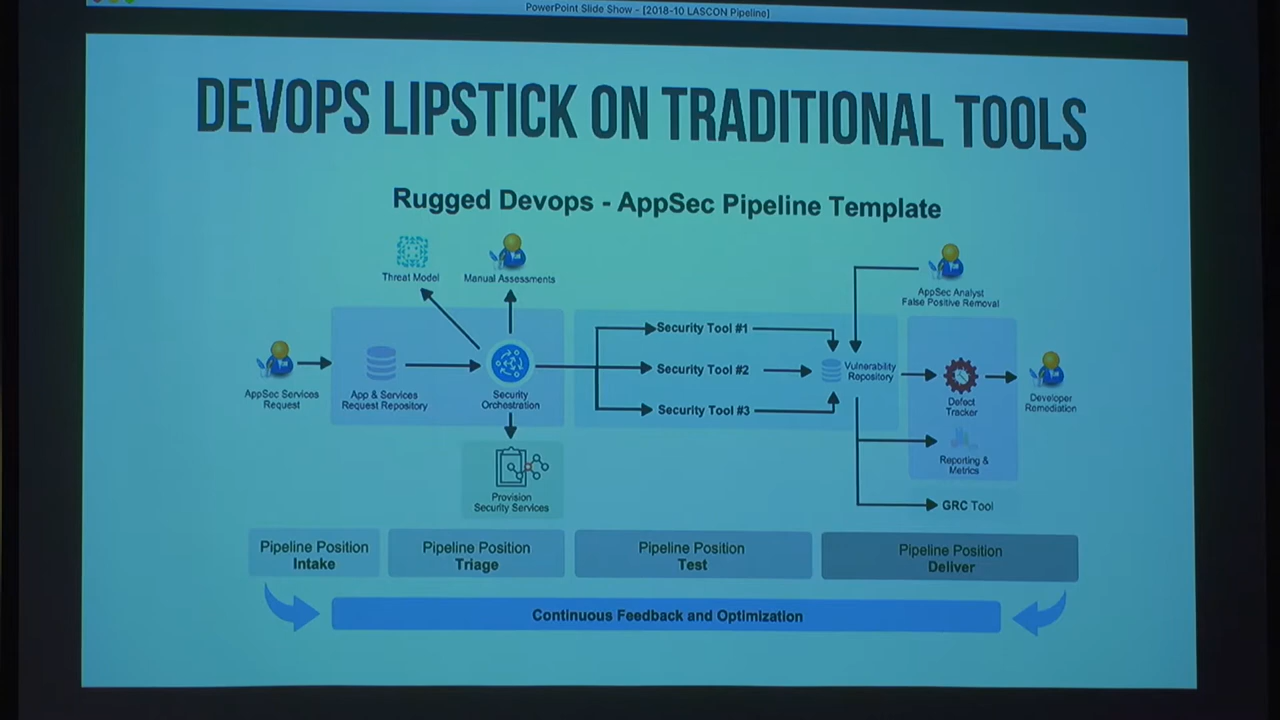 PowerPoint Slide Show - [2018-10 LASCON Pipeline]
DEVOPS LIPSTICK ON TRADITIONAL TOOLS
Rugged Devops - AppSec Pipeline Template
Threat Model
Manual Assessments
AppSec Analyst
False Positive Removal
AppSec Services
Request
App & Services
Request Repository
Security
Orchestration
Security Tool #1
Security Tool #2
Security Tool #3
Vulnerability
Repository
Defect
Tracker
Developer
Remediation
Reporting &
Metrics
Provision
Security Services
GRC Tool
Pipeline Position
Intake
Pipeline Position
Triage
Pipeline Position
Test
Pipeline Position
Deliver
Continuous Feedback and Optimization